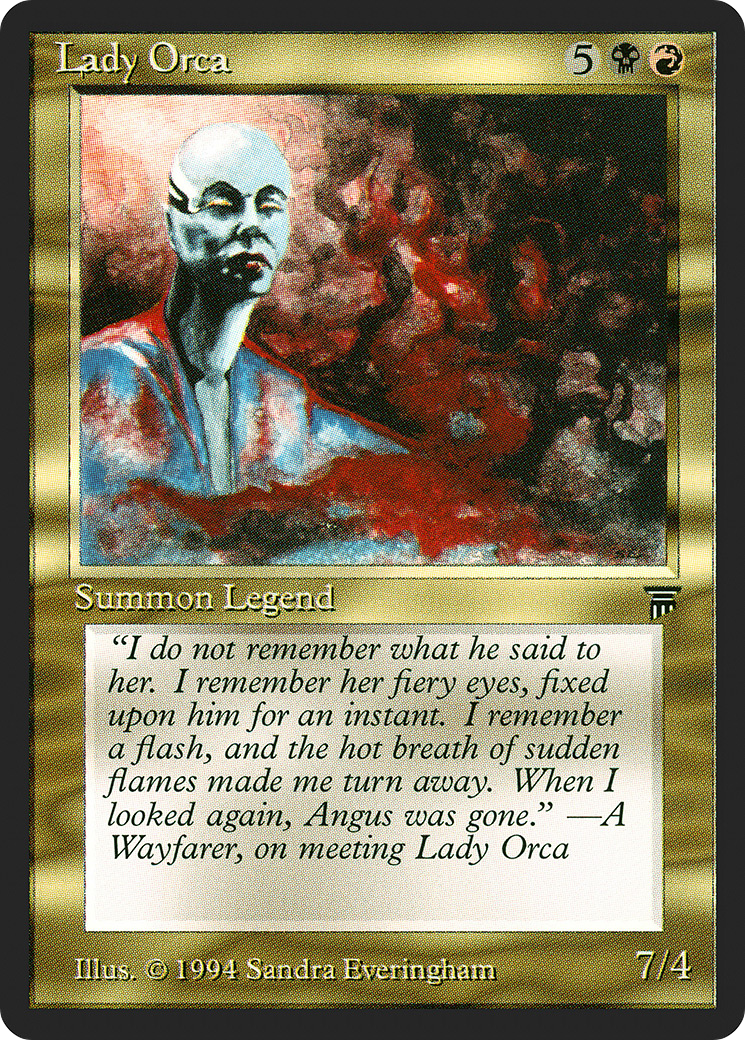 Lady Orca
5
Summon Legend
“I do not remember what he said to
her. I remember her fiery eyes, fixed
upon him for an instant. I remember
a flash, and the hot breath of sudden
flames made me turn away. When I
looked again, Angus was gone.” —A
Wayfarer, on meeting Lady Orca
Illus. © 1994 Sandra Everingham
7/4